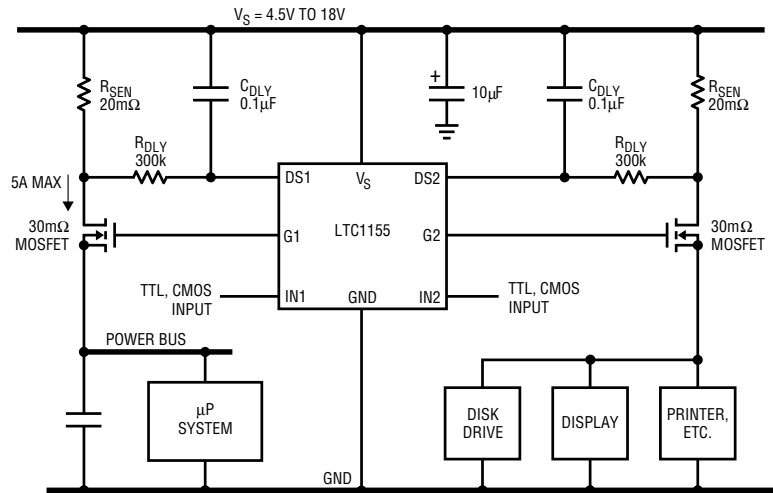 V_S = 4.5V TO 18V
R_SEN
20mΩ
C_DLY
0.1µF
+
10µF
C_DLY
0.1µF
R_SEN
20mΩ
R_DLY
300k
R_DLY
300k
5A MAX
DS1
V_S
DS2
30mΩ
MOSFET
G1
LTC1155
G2
30mΩ
MOSFET
TTL, CMOS
INPUT
IN1
GND
IN2
TTL, CMOS
INPUT
POWER BUS
µP
SYSTEM
DISK
DRIVE
DISPLAY
PRINTER,
ETC.
GND